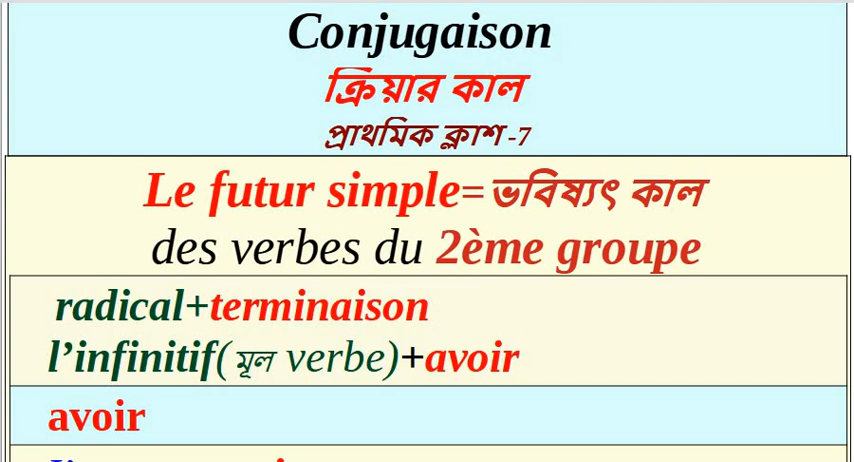 Conjugaison
ক্রিয়ার কাল
প্রাথমিক ক্লাশ -7
Le futur simple=ভবিষ্যৎ কাল
des verbes du 2ème groupe
radical+terminaison
l’infinitif(মূল verbe)+avoir
avoir